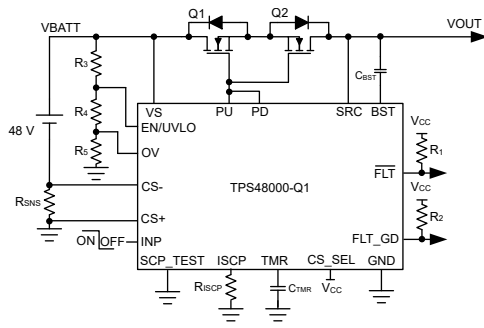 Q1 Q2
VBATT VOUT
R3
CBST
VS PU PD SRC BST
R4
EN/UVLO
VCC
48 V
R5
OV
R1
FLT
CS-
TPS48000-Q1
VCC
RSNS
CS+
R2
ON OFF INP
FLT_GD
SCP_TEST ISCP TMR CS_SEL GND
RISCP CTMR VCC